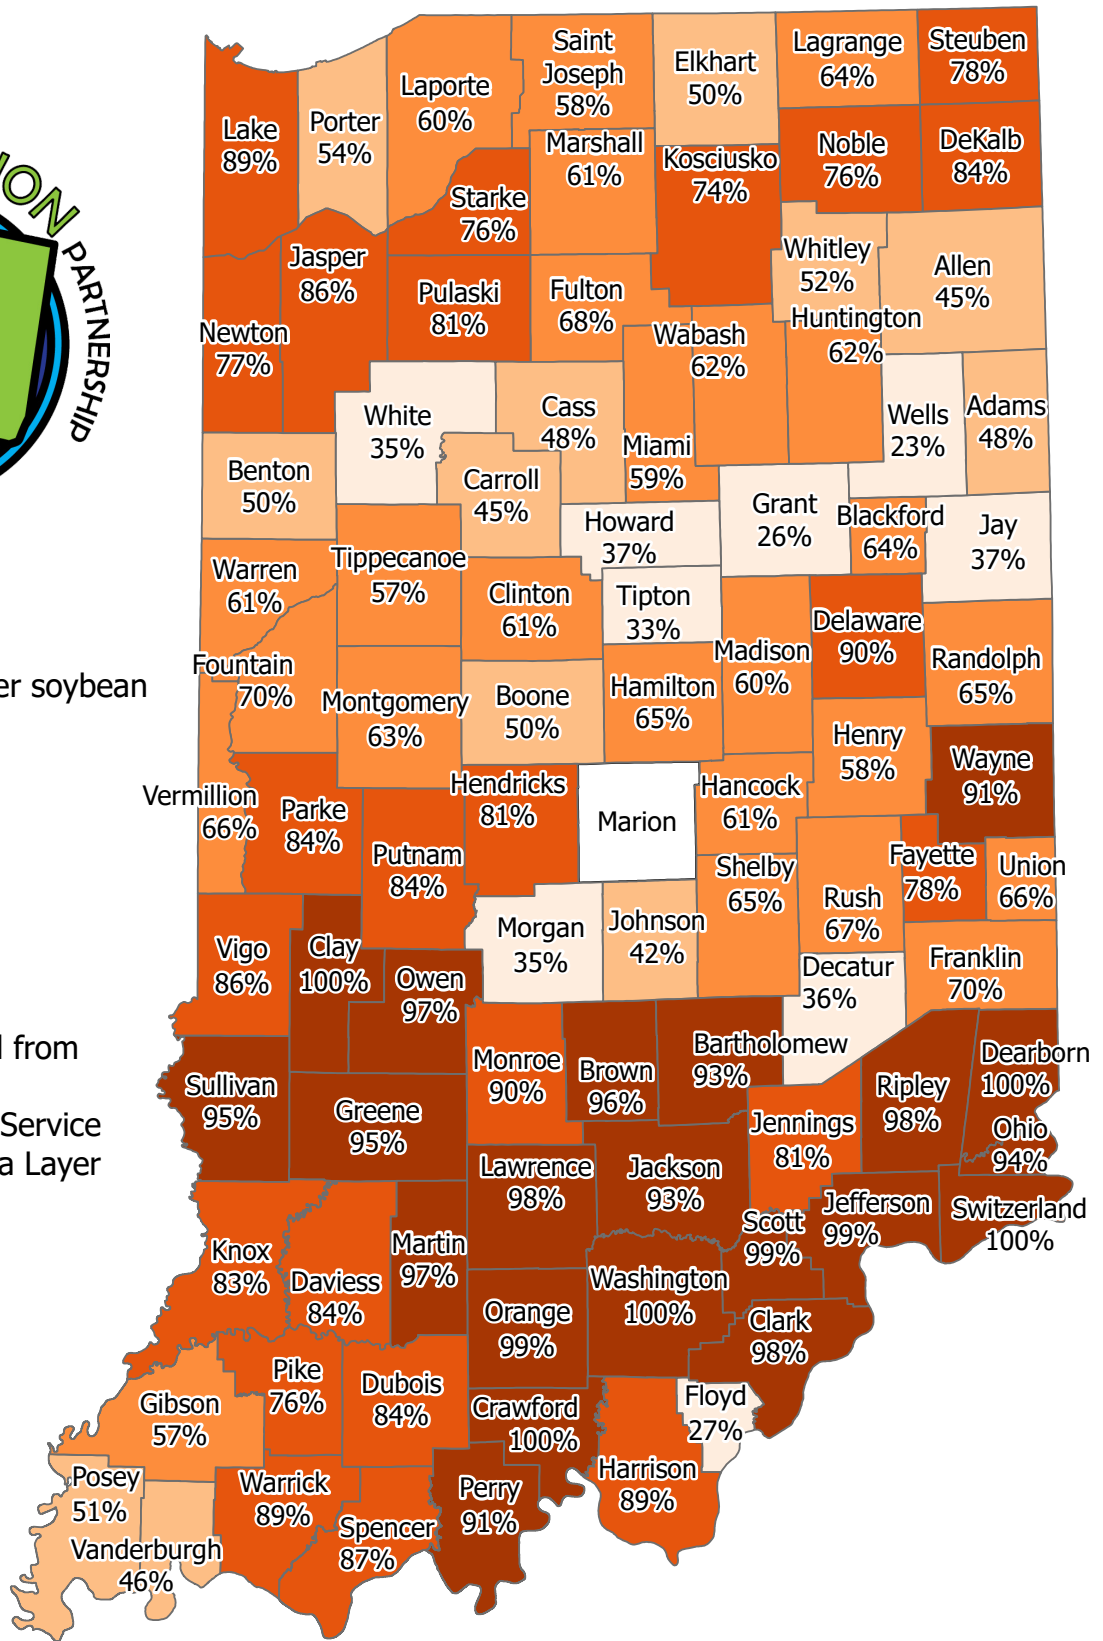 ION PARTNERSHIP
er soybean
l from
Service
a Layer
Lake
89%
Porter
54%
Laporte
60%
Saint
Joseph
58%
Elkhart
50%
Lagrange
64%
Steuben
78%
Starke
76%
Marshall
61%
Kosciusko
74%
Noble
76%
DeKalb
84%
Newton
77%
Jasper
86%
Pulaski
81%
Fulton
68%
Wabash
62%
Whitley
52%
Huntington
62%
Allen
45%
White
35%
Cass
48%
Miami
59%
Wells
23%
Adams
48%
Benton
50%
Carroll
45%
Howard
37%
Grant
26%
Blackford
64%
Jay
37%
Warren
61%
Tippecanoe
57%
Clinton
61%
Tipton
33%
Madison
60%
Delaware
90%
Randolph
65%
Fountain
70%
Montgomery
63%
Boone
50%
Hamilton
65%
Henry
58%
Wayne
91%
Vermillion
66%
Parke
84%
Putnam
84%
Hendricks
81%
Marion
Hancock
61%
Shelby
65%
Rush
67%
Fayette
78%
Union
66%
Vigo
86%
Clay
100%
Owen
97%
Morgan
35%
Johnson
42%
Decatur
36%
Franklin
70%
Sullivan
95%
Greene
95%
Monroe
90%
Brown
96%
Bartholomew
93%
Jennings
81%
Ripley
98%
Dearborn
100%
Ohio
94%
Lawrence
98%
Jackson
93%
Scott
99%
Jefferson
99%
Switzerland
100%
Knox
83%
Daviess
84%
Martin
97%
Orange
99%
Washington
100%
Clark
98%
Gibson
57%
Pike
76%
Dubois
84%
Crawford
100%
Floyd
27%
Harrison
89%
Posey
51%
Vanderburgh
46%
Warrick
89%
Spencer
87%
Perry
91%